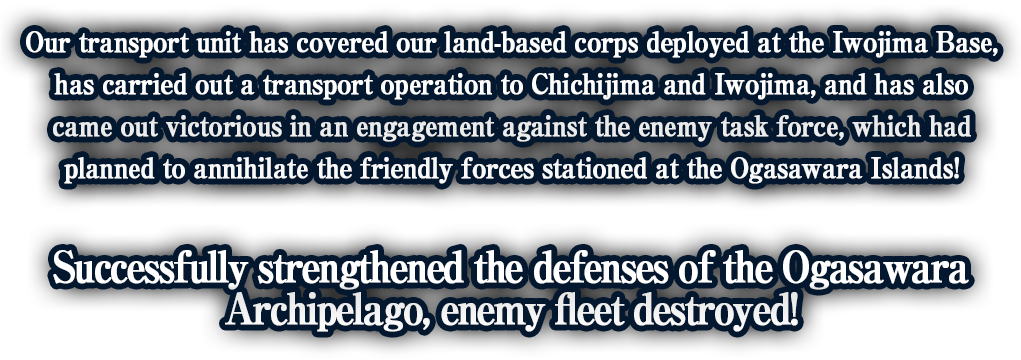 Our transport unit has covered our land-based corps deployed at the Iwojima Base,
has carried out a transport operation to Chichijima and Iwojima, and has also
came out victorious in an engagement against the enemy task force, which had
planned to annihilate the friendly forces stationed at the Ogasawara Islands!
Successfully strengthened the defenses of the Ogasawara
Archipelago, enemy fleet destroyed!